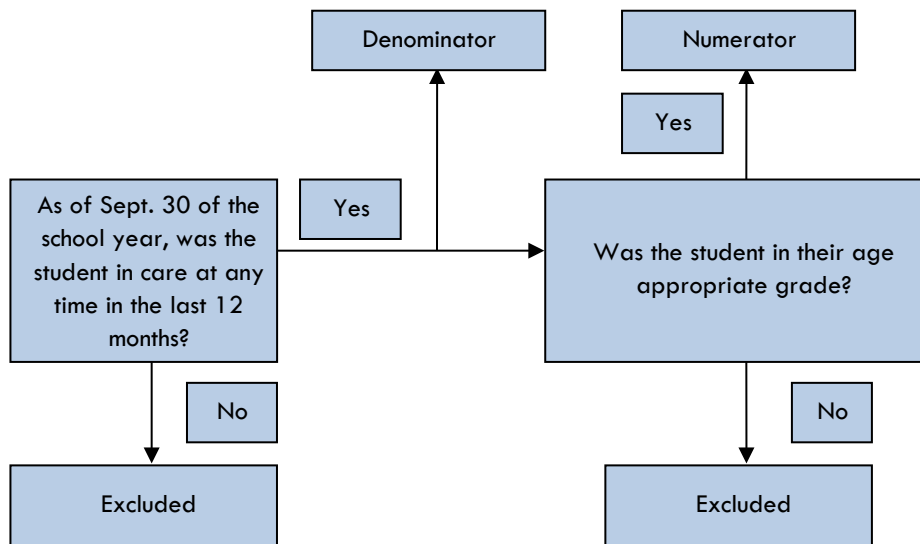 Denominator
Numerator
Yes
As of Sept. 30 of the
school year, was the
student in care at any
time in the last 12
months?
Yes
Was the student in their age
appropriate grade?
No
No
Excluded
Excluded